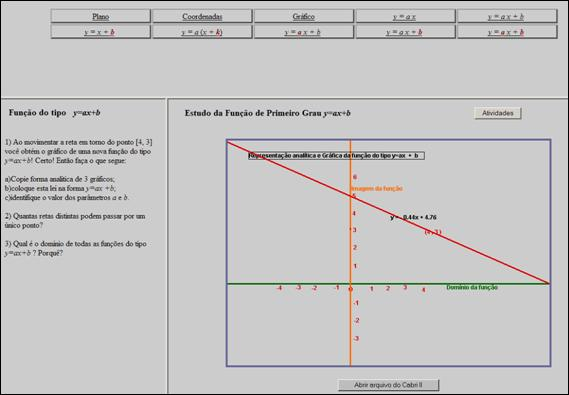 Plano Coordenadas Gráfico y = a x y = a x + b
y = x + b y = a (x + k) y = a x + b y = a x + b y = a x + b
Função do tipo y=ax+b
1) Ao movimentar a reta em torno do ponto [4, 3]
você obtém o gráfico de uma nova função do tipo
y=ax+b! Certo! Então faça o que segue:
a)Copie forma analítica de 3 gráficos;
b)coloque esta lei na forma y=ax +b;
c)identifique o valor dos parâmetros a e b.
2) Quantas retas distintas podem passar por um
único ponto?
3) Qual é o domínio de todas as funções do tipo
y=ax+b ? Porquê?
Estudo da Função de Primeiro Grau y=ax+b
Atividades
Representação analítica e Gráfica da função do tipo y=ax + b
6
Imagem da função
5
4
y = - 0.44x + 4.76
3
(4 , 3 )
2
1
-4 -3 -2 -1 0 1 2 3 4 Domínio da função
-1
-2
-3
Abrir arquivo do Cabri II